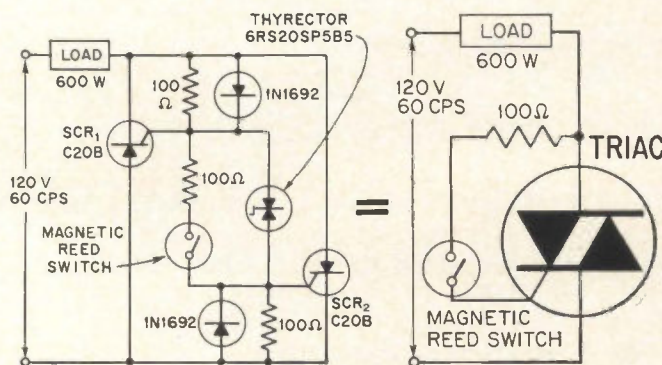 THYRECTOR
6RS20SP5B5
LOAD
600 W
100
Ω
1N1692
SCR1
C20B
100Ω
120 V
60 CPS
MAGNETIC
REED
SWITCH
1N1692
100Ω
SCR2
C20B
=
LOAD
600 W
120 V
60 CPS
100Ω
TRIAC
MAGNETIC
REED SWITCH